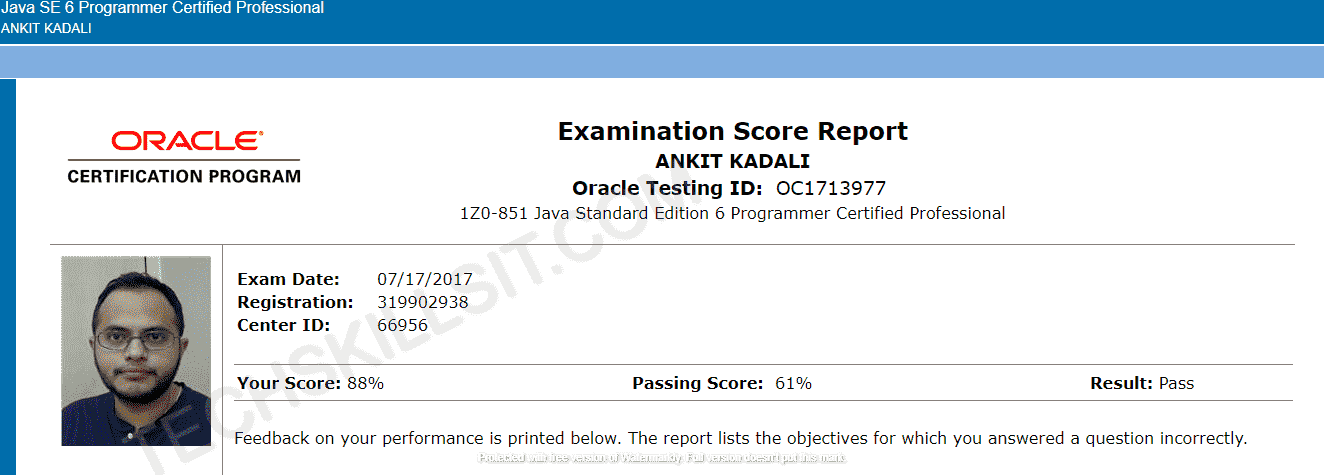 Java SE 6 Programmer Certified Professional
ANKIT KADALI
ORACLE®
CERTIFICATION PROGRAM
Examination Score Report
ANKIT KADALI
Oracle Testing ID: OC1713977
1Z0-851 Java Standard Edition 6 Programmer Certified Professional
Exam Date: 07/17/2017
Registration: 319902938
Center ID: 66956
TECHSKILLSIT.COM
Your Score: 88% Passing Score: 61% Result: Pass
Feedback on your performance is printed below. The report lists the objectives for which you answered a question incorrectly.
Protected with free version of Watermarkly. Full version doesn't put this mark.